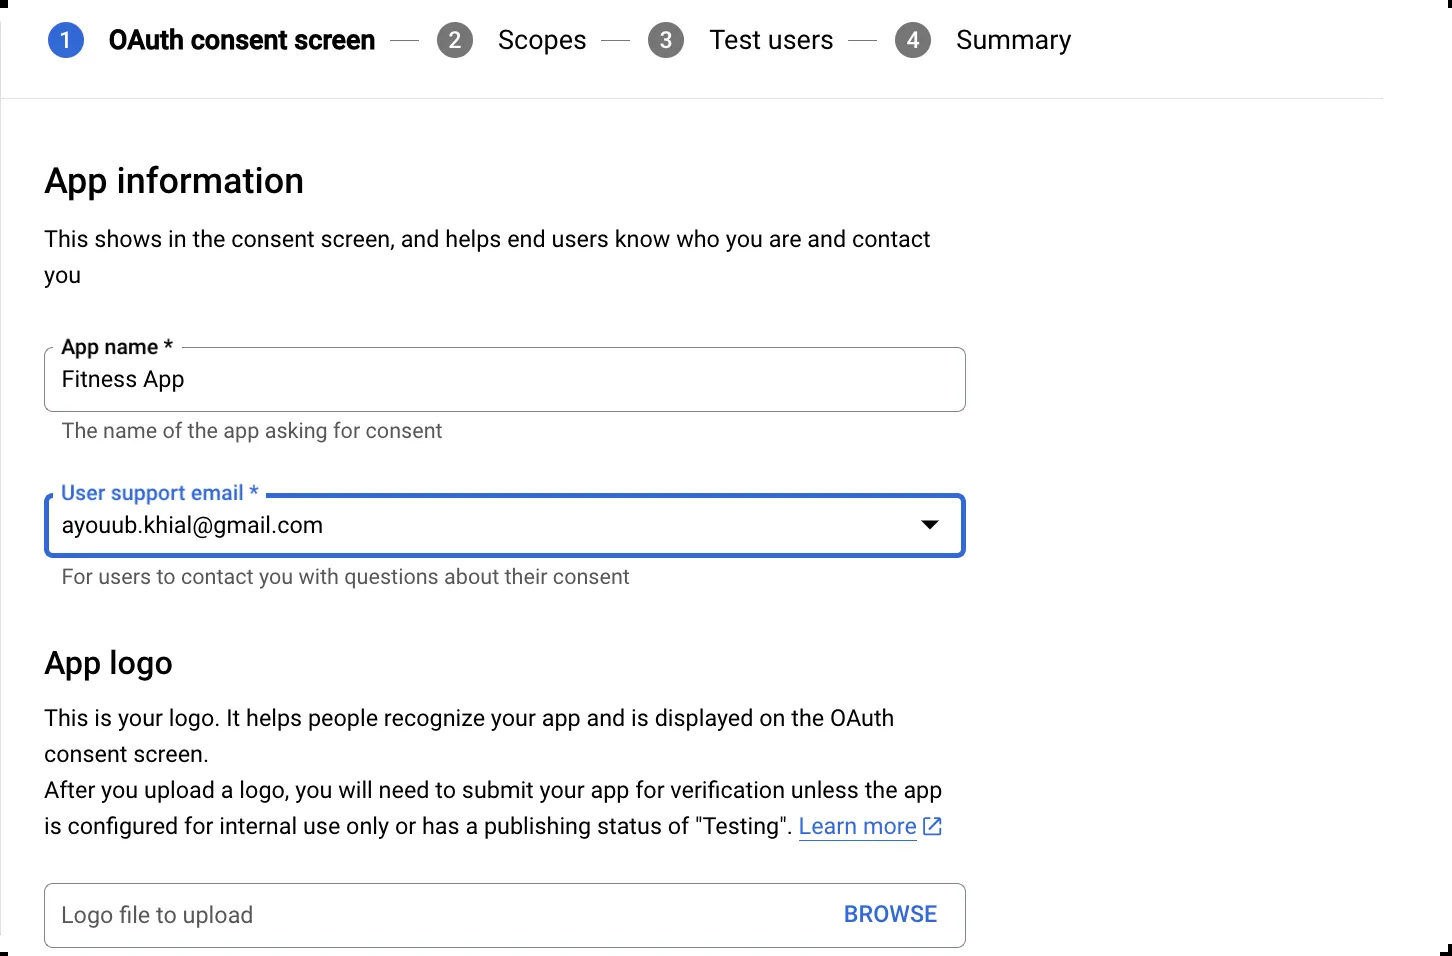 1 OAuth consent screen — 2 Scopes — 3 Test users — 4 Summary
App information
This shows in the consent screen, and helps end users know who you are and contact
you
App name *
Fitness App
The name of the app asking for consent
User support email *
ayouub.khial@gmail.com
For users to contact you with questions about their consent
App logo
This is your logo. It helps people recognize your app and is displayed on the OAuth
consent screen.
After you upload a logo, you will need to submit your app for verification unless the app
is configured for internal use only or has a publishing status of "Testing". Learn more
Logo file to upload BROWSE